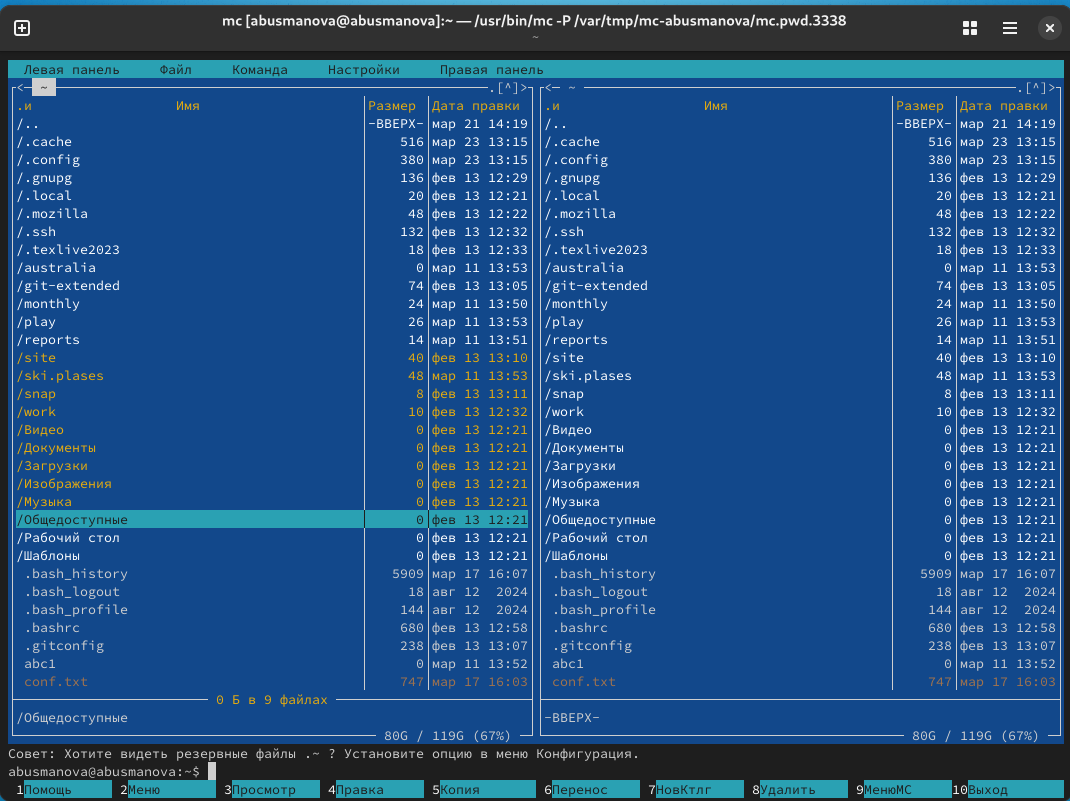 mc [abusmanova@abusmanova]:~ — /usr/bin/mc -P /var/tmp/mc-abusmanova/mc.pwd.3338
~
Левая панель Файл Команда Настройки Правая панель
<─ ~ .[^]>
.и Имя Размер Дата правки
/.. -ВВЕРХ- мар 21 14:19
/.cache 516 мар 23 13:15
/.config 380 мар 23 13:15
/.gnupg 136 фев 13 12:29
/.local 20 фев 13 12:21
/.mozilla 48 фев 13 12:22
/.ssh 132 фев 13 12:32
/.texlive2023 18 фев 13 12:33
/australia 0 мар 11 13:53
/git-extended 74 фев 13 13:05
/monthly 24 мар 11 13:50
/play 26 мар 11 13:53
/reports 14 мар 11 13:51
/site 40 фев 13 13:10
/ski.plases 48 мар 11 13:53
/snap 8 фев 13 13:11
/work 10 фев 13 12:32
/Видео 0 фев 13 12:21
/Документы 0 фев 13 12:21
/Загрузки 0 фев 13 12:21
/Изображения 0 фев 13 12:21
/Музыка 0 фев 13 12:21
/Общедоступные 0 фев 13 12:21
/Рабочий стол 0 фев 13 12:21
/Шаблоны 0 фев 13 12:21
.bash_history 5909 мар 17 16:07
.bash_logout 18 авг 12 2024
.bash_profile 144 авг 12 2024
.bashrc 680 фев 13 12:58
.gitconfig 238 фев 13 13:07
abc1 0 мар 11 13:52
conf.txt 747 мар 17 16:03
0 Б в 9 файлах
/Общедоступные
80G / 119G (67%)
<─ ~ .[^]>
.и Имя Размер Дата правки
/.. -ВВЕРХ- мар 21 14:19
/.cache 516 мар 23 13:15
/.config 380 мар 23 13:15
/.gnupg 136 фев 13 12:29
/.local 20 фев 13 12:21
/.mozilla 48 фев 13 12:22
/.ssh 132 фев 13 12:32
/.texlive2023 18 фев 13 12:33
/australia 0 мар 11 13:53
/git-extended 74 фев 13 13:05
/monthly 24 мар 11 13:50
/play 26 мар 11 13:53
/reports 14 мар 11 13:51
/site 40 фев 13 13:10
/ski.plases 48 мар 11 13:53
/snap 8 фев 13 13:11
/work 10 фев 13 12:32
/Видео 0 фев 13 12:21
/Документы 0 фев 13 12:21
/Загрузки 0 фев 13 12:21
/Изображения 0 фев 13 12:21
/Музыка 0 фев 13 12:21
/Общедоступные 0 фев 13 12:21
/Рабочий стол 0 фев 13 12:21
/Шаблоны 0 фев 13 12:21
.bash_history 5909 мар 17 16:07
.bash_logout 18 авг 12 2024
.bash_profile 144 авг 12 2024
.bashrc 680 фев 13 12:58
.gitconfig 238 фев 13 13:07
abc1 0 мар 11 13:52
conf.txt 747 мар 17 16:03
-ВВЕРХ-
80G / 119G (67%)
Совет: Хотите видеть резервные файлы .~ ? Установите опцию в меню Конфигурация.
abusmanova@abusmanova:~$
1Помощь 2Меню 3Просмотр 4Правка 5Копия 6Перенос 7НовКтлг 8Удалить 9МенюМС 10Выход